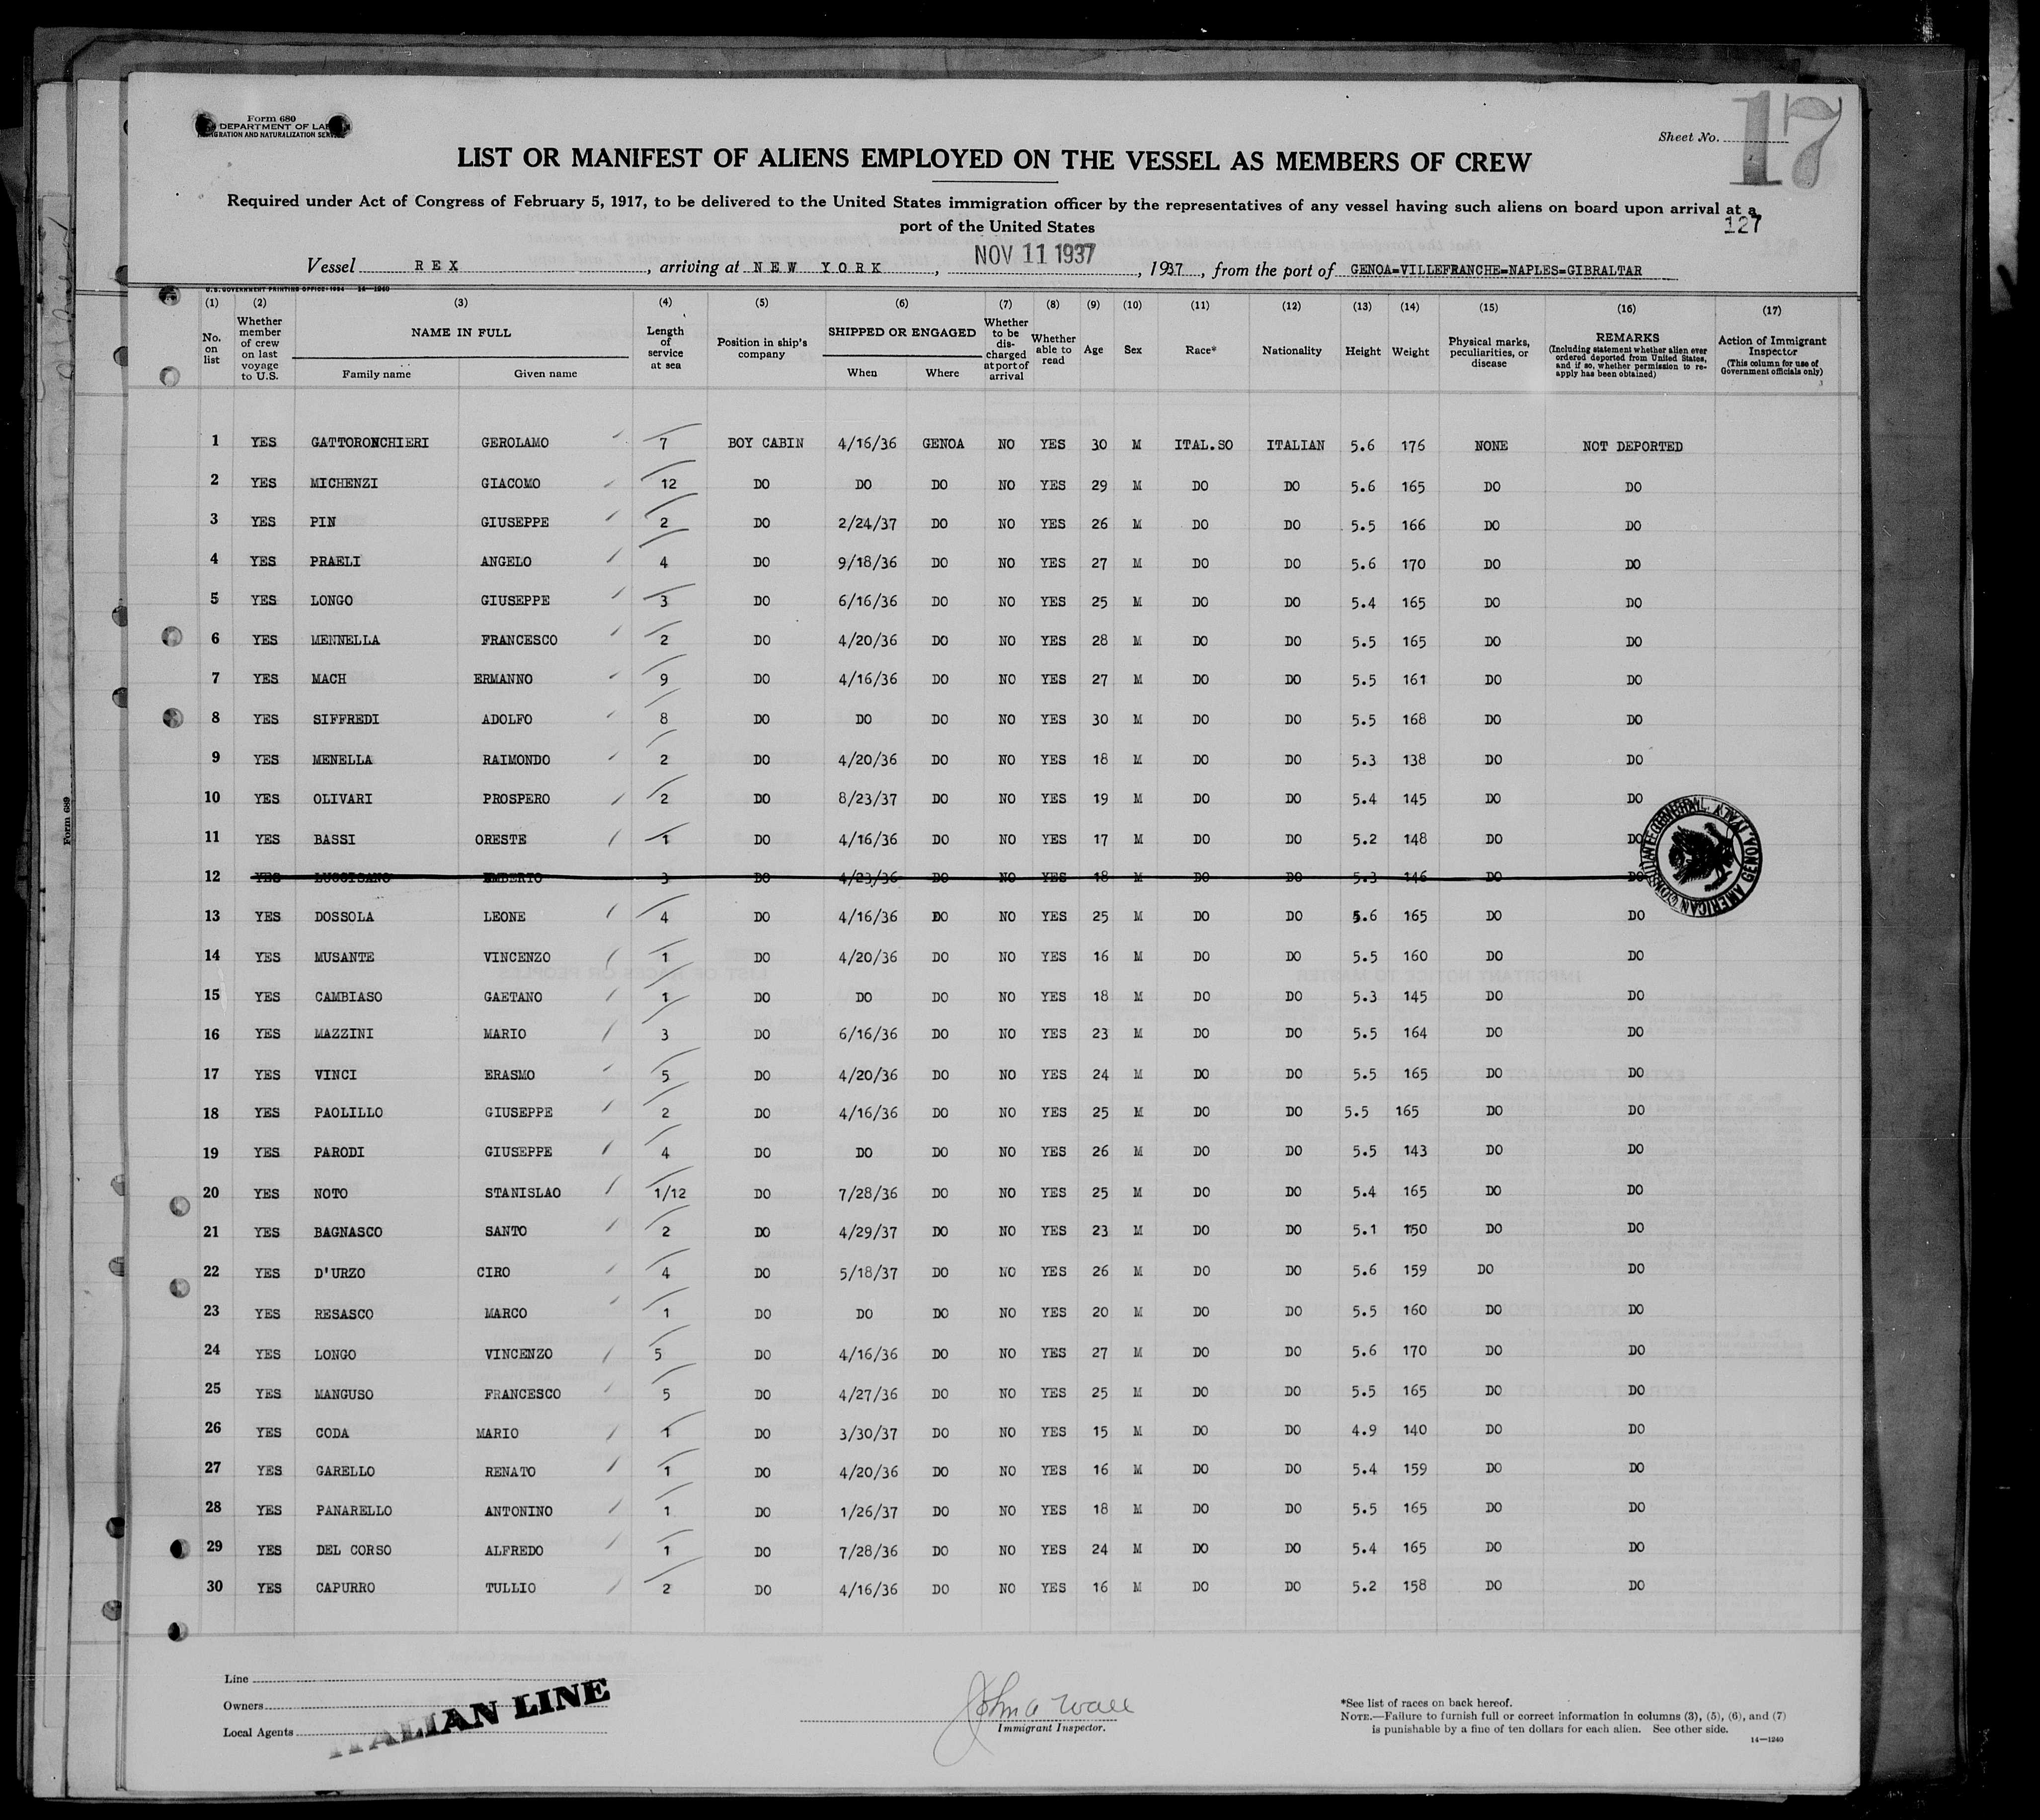 Form 680
DEPARTMENT OF LA
IMMIGRATION AND NATURALIZATION SERV
Sheet No. 17
LIST OR MANIFEST OF ALIENS EMPLOYED ON THE VESSEL AS MEMBERS OF CREW
Required under Act of Congress of February 5, 1917, to be delivered to the United States immigration officer by the representatives of any vessel having such aliens on board upon arrival at a
port of the United States
127
Vessel REX, arriving at NEW YORK, NOV 11 1937, 1937, from the port of GENOA=VILLEFRANCHE=NAPLES=GIBRALTAR
U.S. GOVERNMENT PRINTING OFFICE: 1934 14—1240
(1) (2) (3) (4) (5) (6) (7) (8) (9) (10) (11) (12) (13) (14) (15) (16) (17)
No. on list
Whether member of crew on last voyage to U.S.
NAME IN FULL
Family name Given name
Length of service at sea
Position in ship's company
SHIPPED OR ENGAGED
When Where
Whether to be discharged at port of arrival
Whether able to read
Age
Sex
Race*
Nationality
Height
Weight
Physical marks, peculiarities, or disease
REMARKS
(Including statement whether alien ever ordered deported from United States, and if so, whether permission to reapply has been obtained)
Action of Immigrant Inspector
(This column for use of Government officials only)
1 YES GATTORONCHIERI GEROLAMO 7 BOY CABIN 4/16/36 GENOA NO YES 30 M ITAL.SO ITALIAN 5.6 176 NONE NOT DEPORTED
2 YES MICHENZI GIACOMO 12 DO DO DO NO YES 29 M DO DO 5.6 165 DO DO
3 YES PIN GIUSEPPE 2 DO 2/24/37 DO NO YES 26 M DO DO 5.5 166 DO DO
4 YES PRAELI ANGELO 4 DO 9/18/36 DO NO YES 27 M DO DO 5.6 170 DO DO
5 YES LONGO GIUSEPPE 3 DO 6/16/36 DO NO YES 25 M DO DO 5.4 165 DO DO
6 YES MENNELLA FRANCESCO 2 DO 4/20/36 DO NO YES 28 M DO DO 5.5 165 DO DO
7 YES MACH ERMANNO 9 DO 4/16/36 DO NO YES 27 M DO DO 5.5 161 DO DO
8 YES SIFFREDI ADOLFO 8 DO DO DO NO YES 30 M DO DO 5.5 168 DO DO
9 YES MENELLA RAIMONDO 2 DO 4/20/36 DO NO YES 18 M DO DO 5.3 138 DO DO
10 YES OLIVARI PROSPERO 2 DO 8/23/37 DO NO YES 19 M DO DO 5.4 145 DO DO
11 YES BASSI ORESTE 1 DO 4/16/36 DO NO YES 17 M DO DO 5.2 148 DO DO
12 YES 3 DO 4/23/36 DO NO YES 18 M DO DO 5.3 146 DO DO
AMERICAN CONSULATE GENERAL GENOA, ITALY
13 YES DOSSOLA LEONE 4 DO 4/16/36 DO NO YES 25 M DO DO 5.6 165 DO DO
14 YES MUSANTE VINCENZO 1 DO 4/20/36 DO NO YES 16 M DO DO 5.5 160 DO DO
15 YES CAMBIASO GAETANO 1 DO DO DO NO YES 18 M DO DO 5.3 145 DO DO
16 YES MAZZINI MARIO 3 DO 6/16/36 DO NO YES 23 M DO DO 5.5 164 DO DO
17 YES VINCI ERASMO 5 DO 4/20/36 DO NO YES 24 M DO DO 5.5 165 DO DO
18 YES PAOLILLO GIUSEPPE 2 DO 4/16/36 DO NO YES 25 M DO DO 5.5 165 DO DO
19 YES PARODI GIUSEPPE 4 DO DO DO NO YES 26 M DO DO 5.5 143 DO DO
20 YES NOTO STANISLAO 1/12 DO 7/28/36 DO NO YES 25 M DO DO 5.4 165 DO DO
21 YES BAGNASCO SANTO 2 DO 4/29/37 DO NO YES 23 M DO DO 5.1 150 DO DO
22 YES D'URZO CIRO 4 DO 5/18/37 DO NO YES 26 M DO DO 5.6 159 DO DO
23 YES RESASCO MARCO 1 DO DO DO NO YES 20 M DO DO 5.5 160 DO DO
24 YES LONGO VINCENZO 5 DO 4/16/36 DO NO YES 27 M DO DO 5.6 170 DO DO
25 YES MANGUSO FRANCESCO 5 DO 4/27/36 DO NO YES 25 M DO DO 5.5 165 DO DO
26 YES CODA MARIO 1 DO 3/30/37 DO NO YES 15 M DO DO 4.9 140 DO DO
27 YES GARELLO RENATO 1 DO 4/20/36 DO NO YES 16 M DO DO 5.4 159 DO DO
28 YES PANARELLO ANTONINO 1 DO 1/26/37 DO NO YES 18 M DO DO 5.5 165 DO DO
29 YES DEL CORSO ALFREDO 1 DO 7/28/36 DO NO YES 24 M DO DO 5.4 165 DO DO
30 YES CAPURRO TULLIO 2 DO 4/16/36 DO NO YES 16 M DO DO 5.2 158 DO DO
Form 689
Line
Owners
Local Agents
ITALIAN LINE
John a Wall
Immigrant Inspector.
*See list of races on back hereof.
NOTE.—Failure to furnish full or correct information in columns (3), (5), (6), and (7)
is punishable by a fine of ten dollars for each alien. See other side.
14—1240